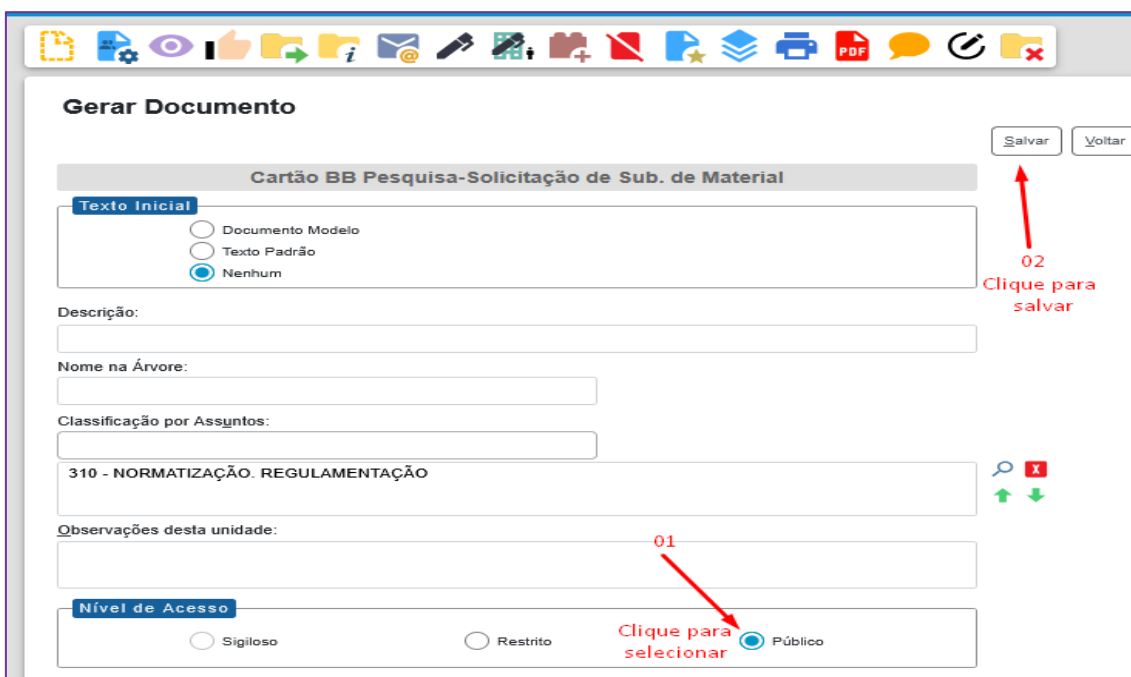 PDF
Gerar Documento
Salvar Voltar
Cartão BB Pesquisa-Solicitação de Sub. de Material
Texto Inicial
Documento Modelo
Texto Padrão
Nenhum
02
Clique para
salvar
Descrição:
Nome na Árvore:
Classificação por Assuntos:
310 - NORMATIZAÇÃO. REGULAMENTAÇÃO
X
Observações desta unidade:
01
Nível de Acesso
Sigiloso
Restrito
Clique para
selecionar
Público